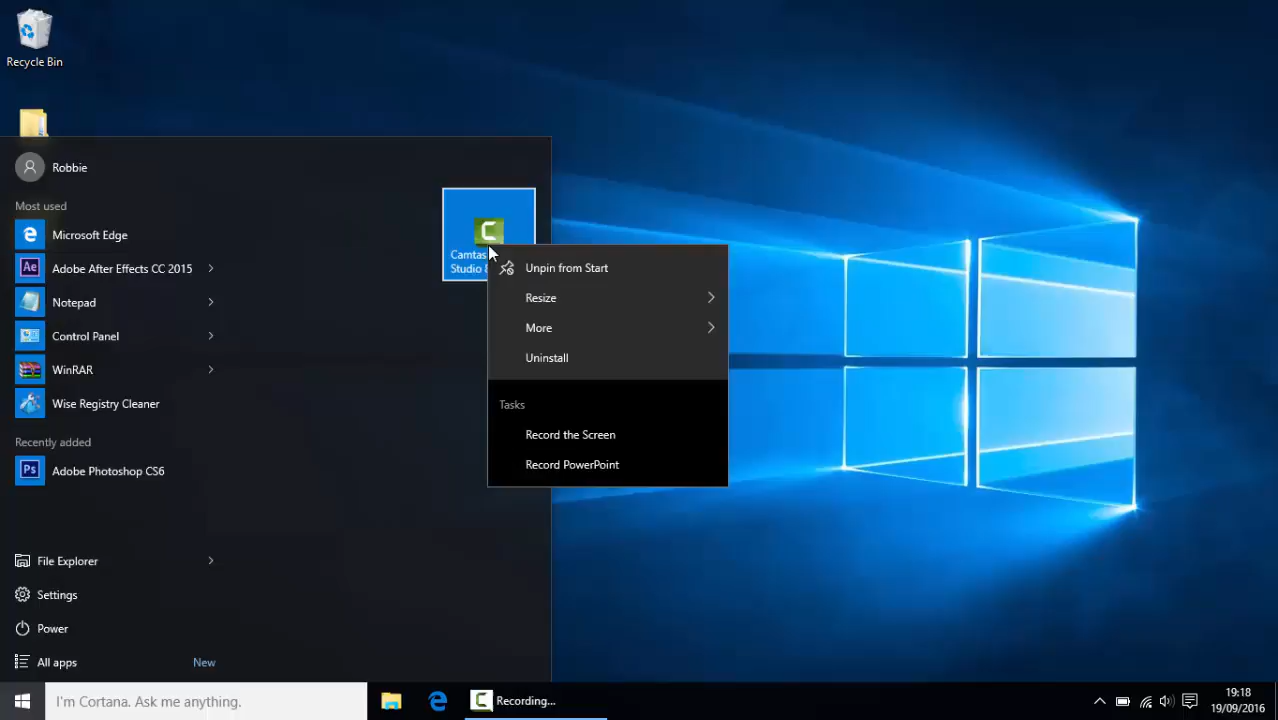 Recycle Bin
Robbie
Most used
Microsoft Edge
Adobe After Effects CC 2015
Notepad
Control Panel
WinRAR
Wise Registry Cleaner
Recently added
Adobe Photoshop CS6
File Explorer
Settings
Power
All apps
New
Studio
Unpin from Start
Resize
More
Uninstall
Tasks
Record the Screen
Record PowerPoint
I'm Cortana. Ask me anything.
Recording...
19:18
19/09/2016